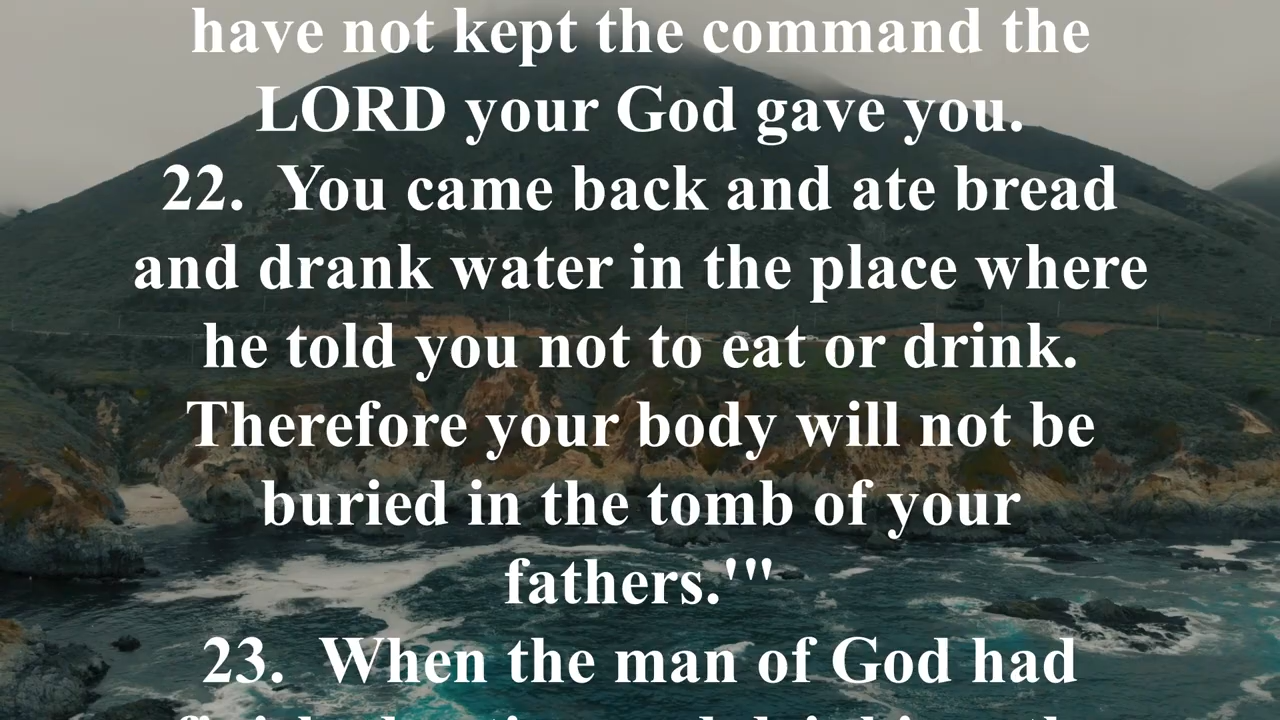 have not kept the command the
LORD your God gave you.
22.  You came back and ate bread
and drank water in the place where
he told you not to eat or drink.
Therefore your body will not be
buried in the tomb of your
fathers.'"
23.  When the man of God had